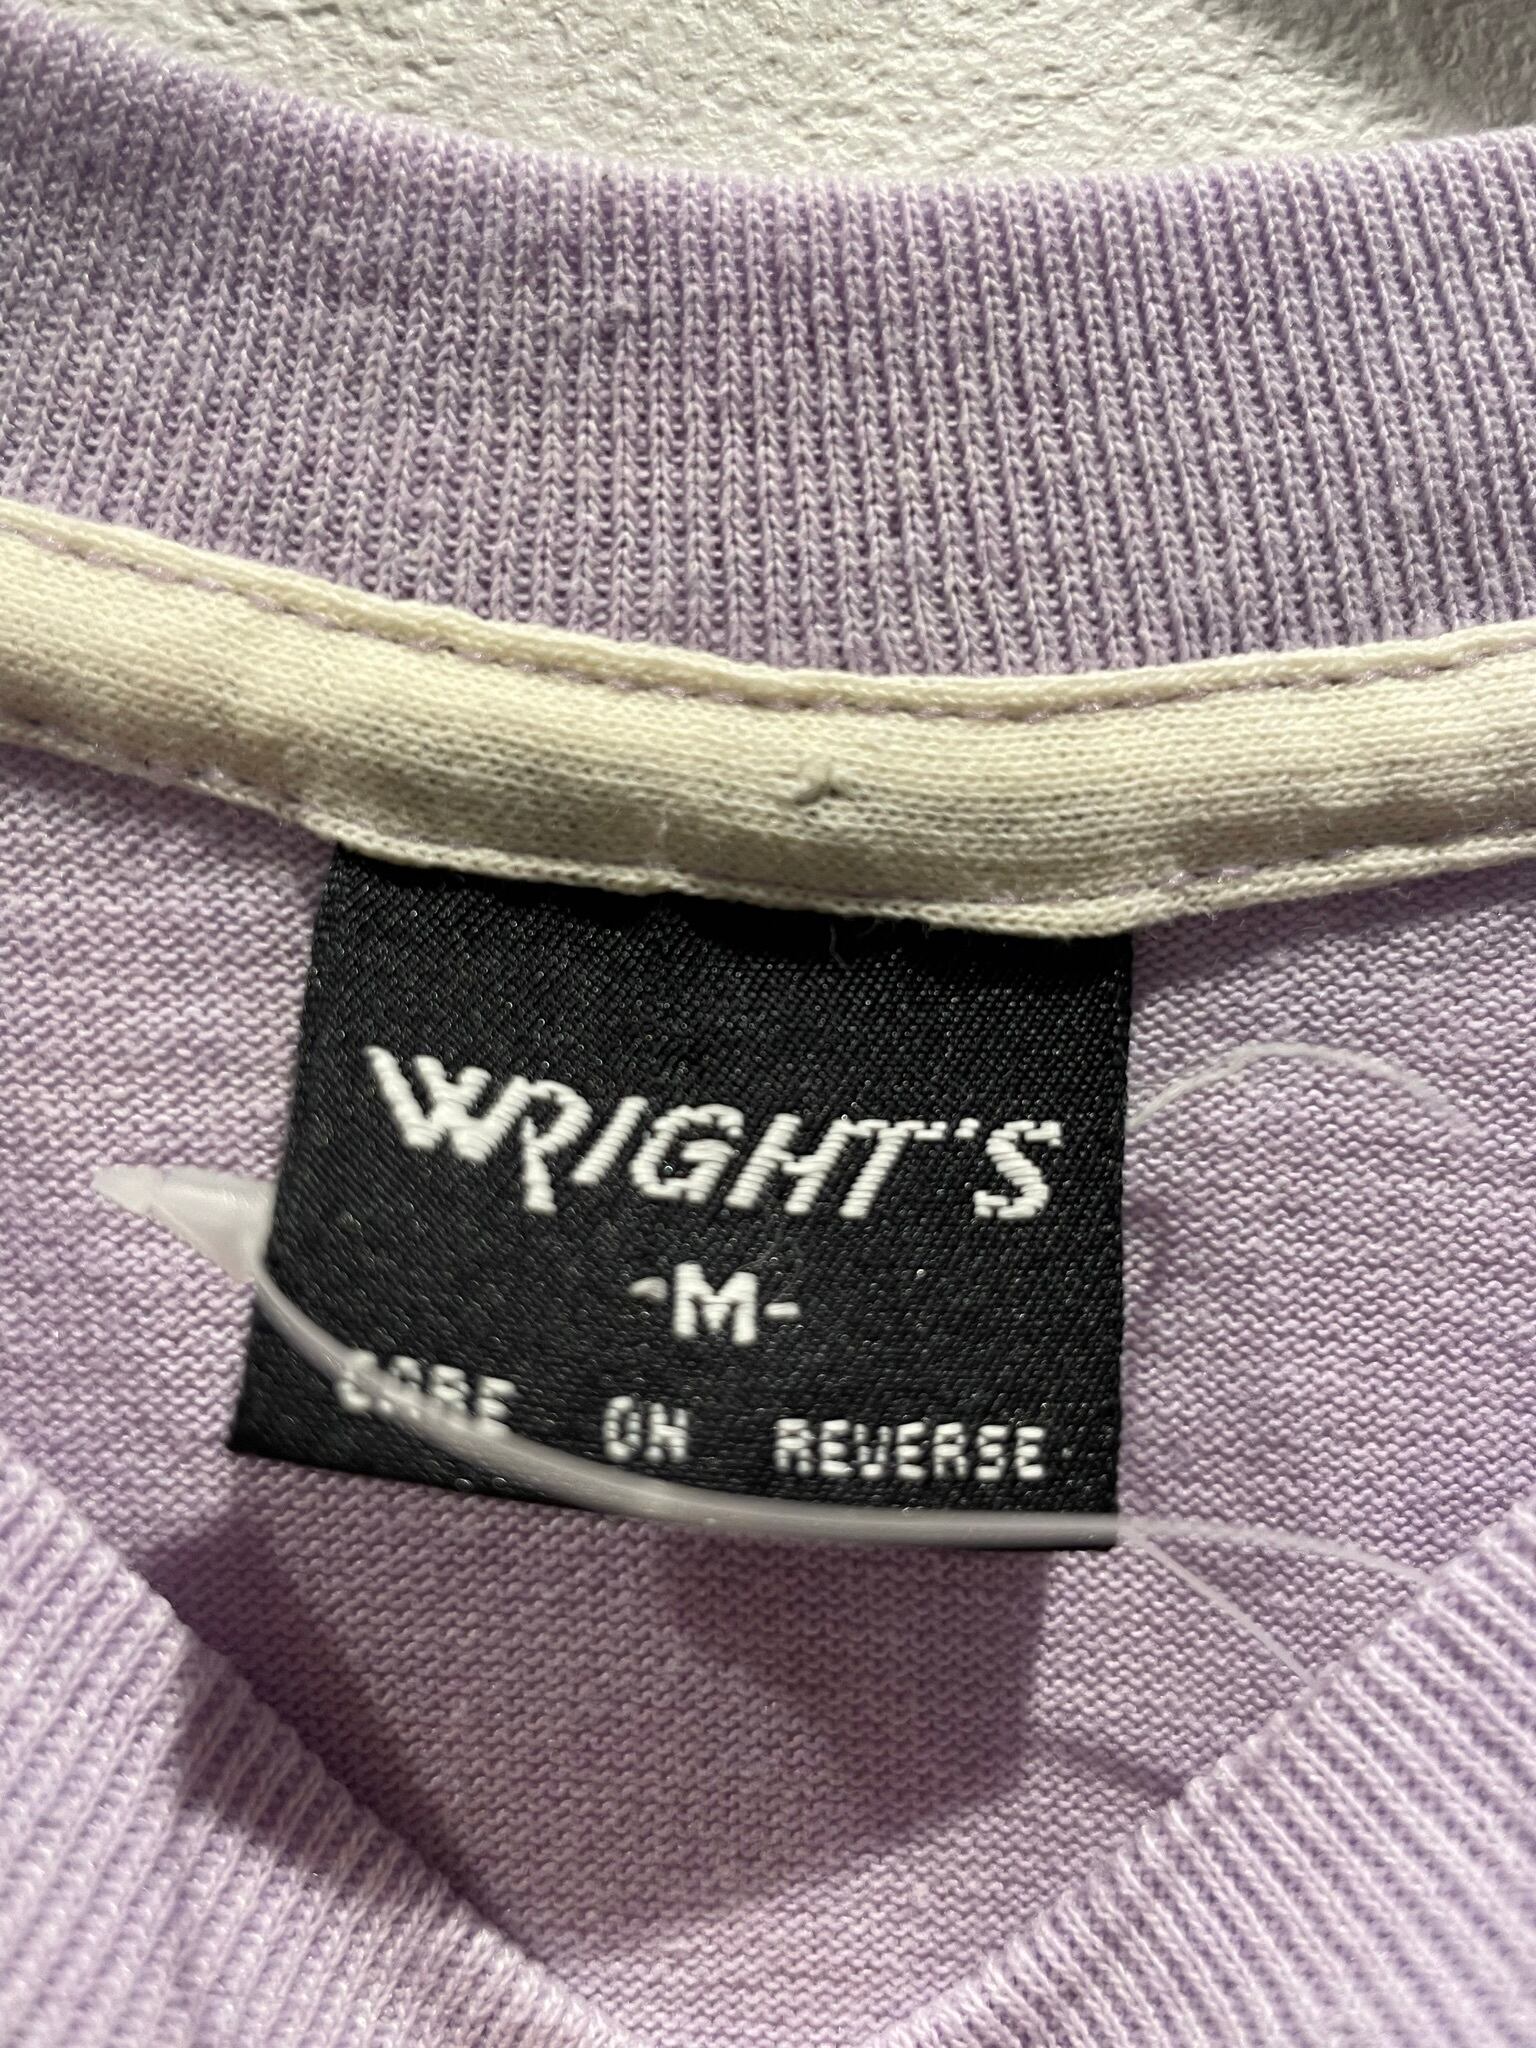 WRIGHT'S
-M-
CARE ON REVERSE